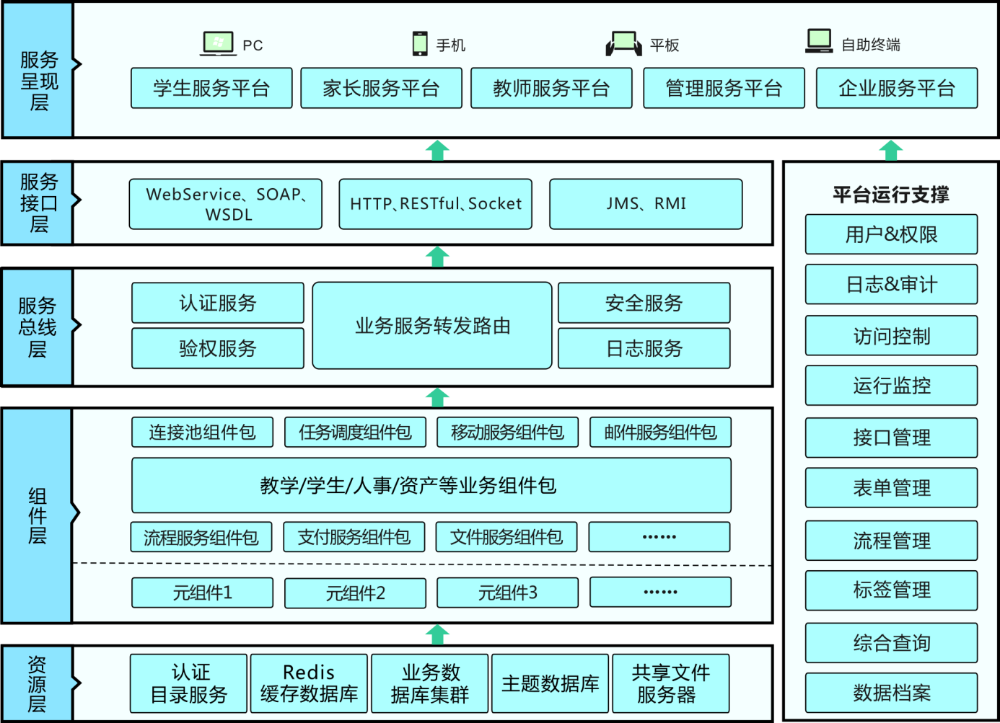 服务
呈现
层
PC
手机
平板
自助终端
学生服务平台
家长服务平台
教师服务平台
管理服务平台
企业服务平台
服务
接口
层
WebService、SOAP、
WSDL
HTTP、RESTful、Socket
JMS、RMI
服务
总线
层
认证服务
验权服务
业务服务转发路由
安全服务
日志服务
组
件
层
连接池组件包
任务调度组件包
移动服务组件包
邮件服务组件包
教学/学生/人事/资产等业务组件包
流程服务组件包
支付服务组件包
文件服务组件包
……
元组件1
元组件2
元组件3
……
资
源
层
认证
目录服务
Redis
缓存数据库
业务数
据库集群
主题数据库
共享文件
服务器
平台运行支撑
用户&权限
日志&审计
访问控制
运行监控
接口管理
表单管理
流程管理
标签管理
综合查询
数据档案